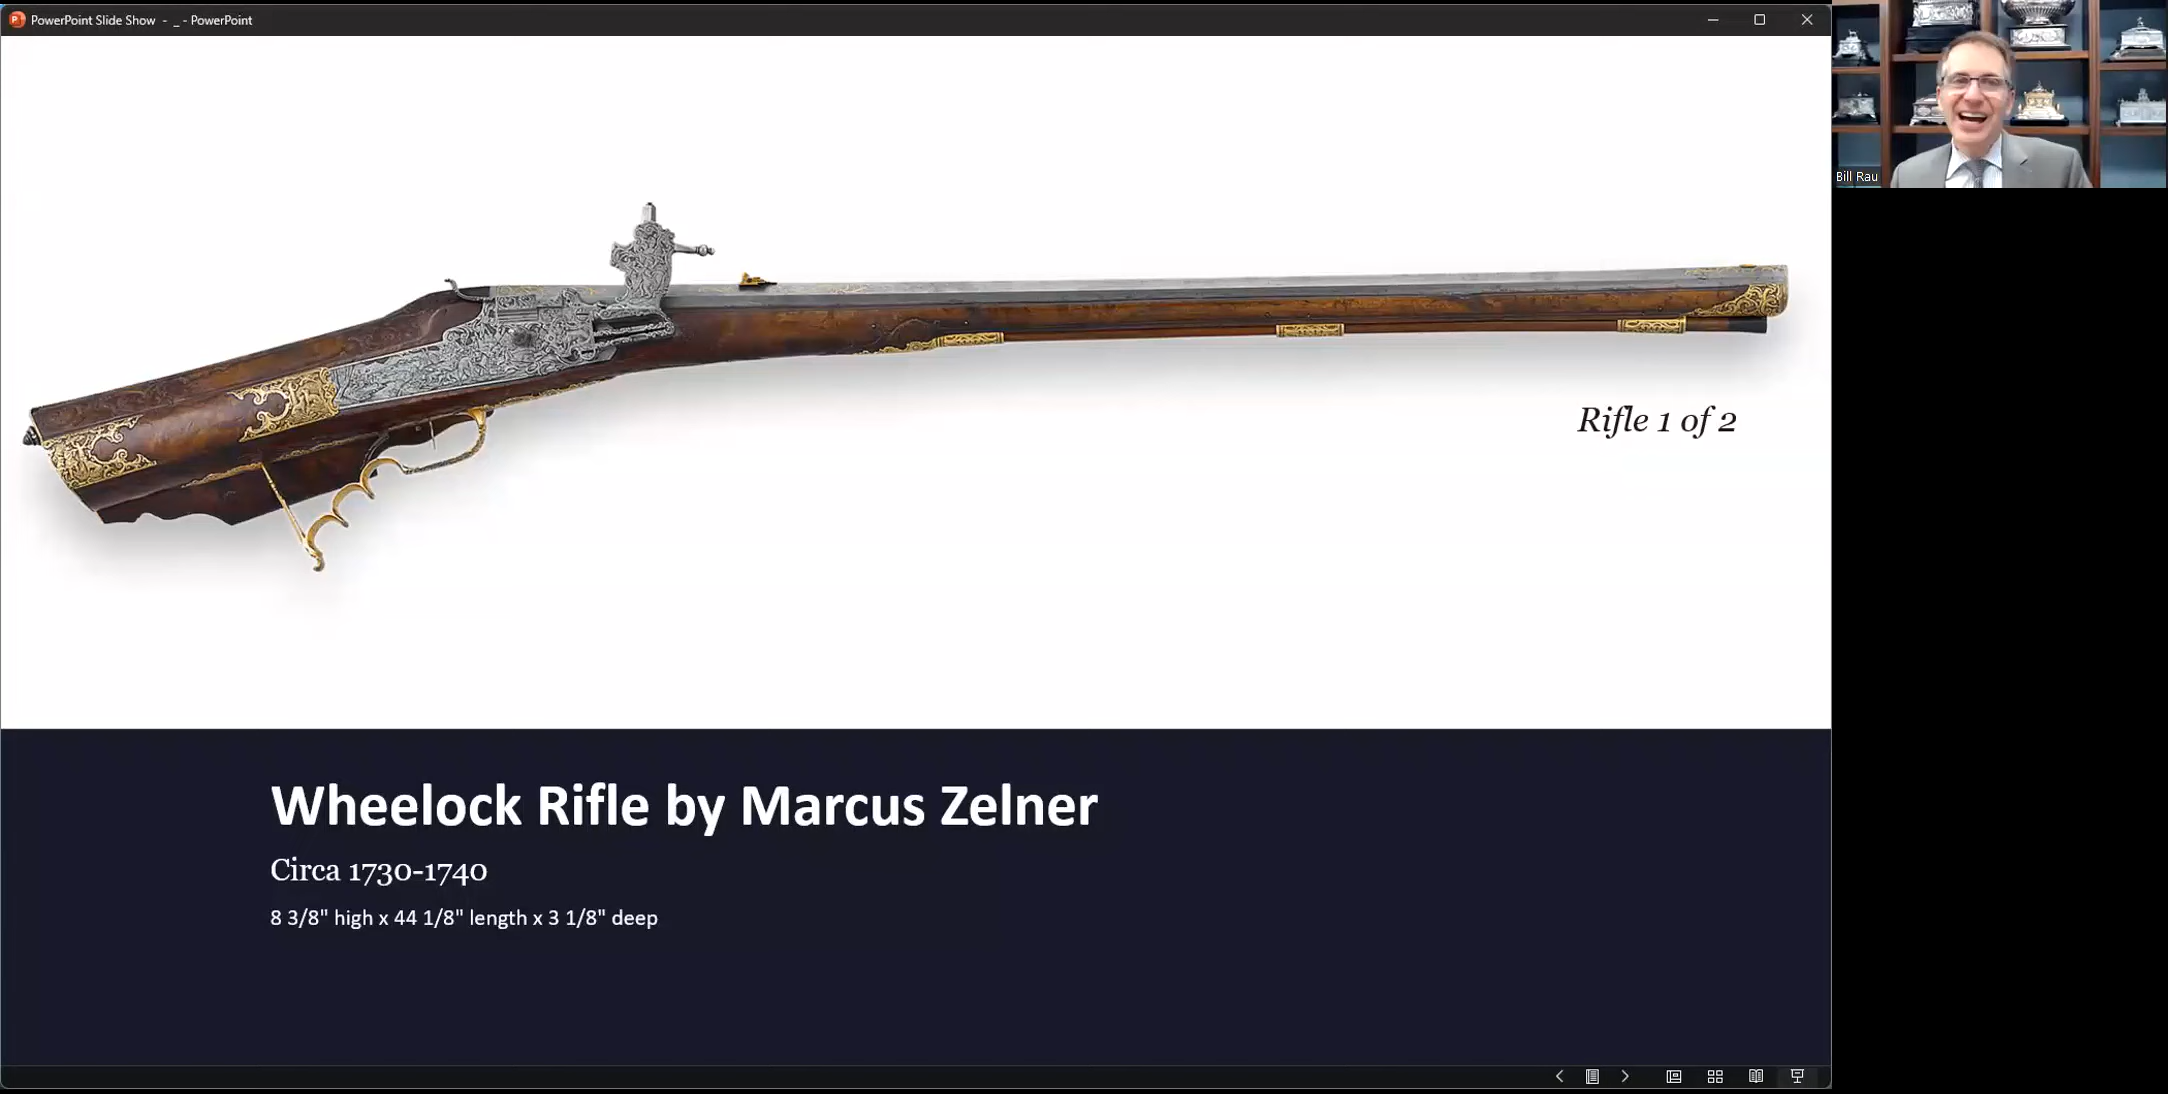 PowerPoint Slide Show - _ - PowerPoint
Bill Rau
Rifle 1 of 2
Wheelock Rifle by Marcus Zelner
Circa 1730-1740
8 3/8" high x 44 1/8" length x 3 1/8" deep